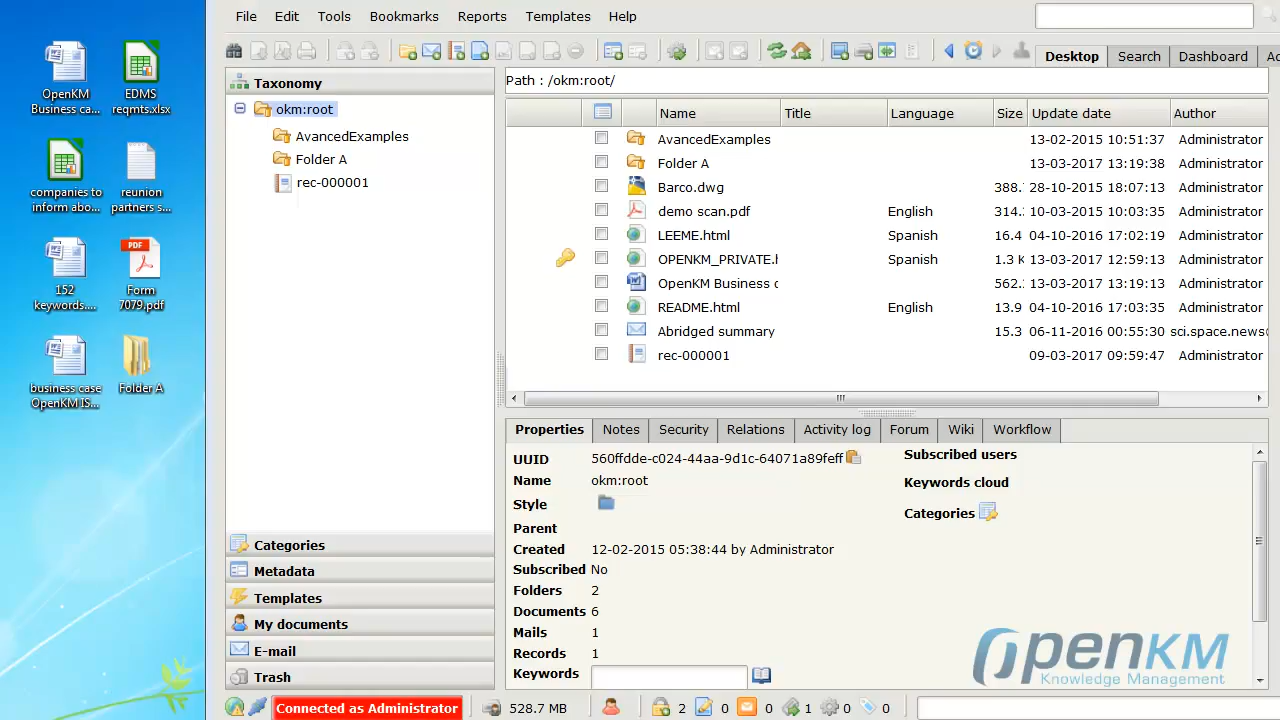 File Edit Tools Bookmarks Reports Templates Help
Desktop Search Dashboard
OpenKM
Business ca...
EDMS
reqmts.xlsx
companies to
inform abo...
reunion
partners s...
152
keywords....
Form
7079.pdf
business case
OpenKM IS...
Folder A
Taxonomy
okm:root
AvancedExamples
Folder A
rec-000001
Categories
Metadata
Templates
My documents
E-mail
Trash
Path : /okm:root/
Name Title Language Size Update date Author
AvancedExamples 13-02-2015 10:51:37 Administrator
Folder A 13-03-2017 13:19:38 Administrator
Barco.dwg 388. 28-10-2015 18:07:13 Administrator
demo scan.pdf English 314. 10-03-2017 10:03:35 Administrator
LEEME.html Spanish 16.4 04-10-2016 17:02:19 Administrator
OPENKM_PRIVATE.h Spanish 1.3 K 13-03-2017 12:59:13 Administrator
OpenKM Business c 562. 13-03-2017 13:19:13 Administrator
README.html English 13.9 04-10-2016 17:03:35 Administrator
Abridged summary 15.3 06-11-2016 00:55:30 sci.space.news
rec-000001 09-03-2017 09:59:47 Administrator
Properties Notes Security Relations Activity log Forum Wiki Workflow
UUID 560ffdde-c024-44aa-9d1c-64071a89feff
Name okm:root
Style
Parent
Created 12-02-2015 05:38:44 by Administrator
Subscribed No
Folders 2
Documents 6
Mails 1
Records 1
Keywords
Subscribed users
Keywords cloud
Categories
OpenKM
Knowledge Management
Connected as Administrator 528.7 MB 2 0 0 1 0 0